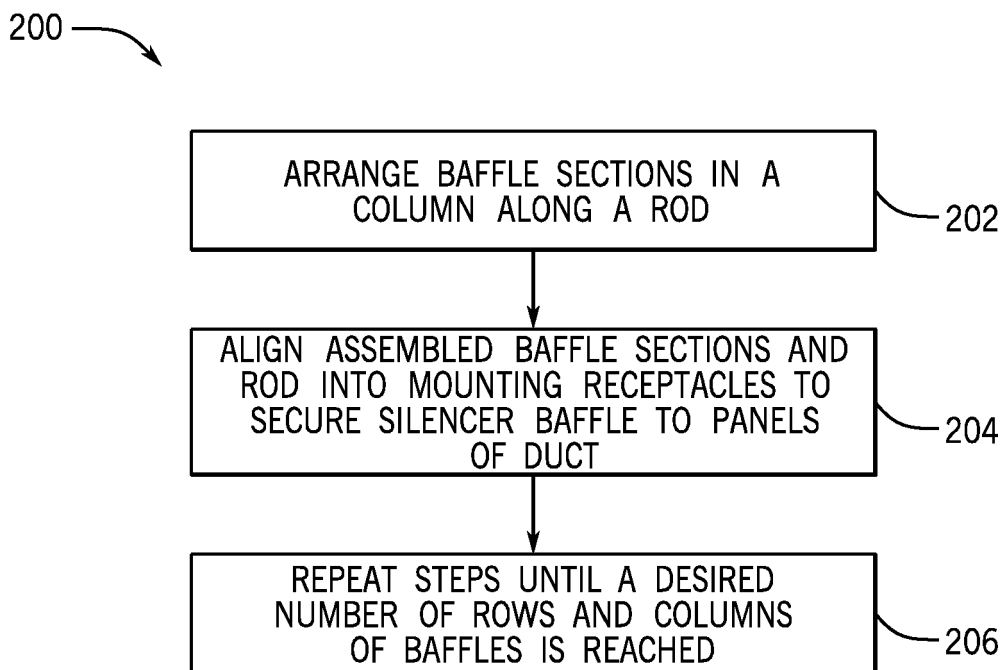 200
ARRANGE BAFFLE SECTIONS IN A
COLUMN ALONG A ROD
202
ALIGN ASSEMBLED BAFFLE SECTIONS AND
ROD INTO MOUNTING RECEPTACLES TO
SECURE SILENCER BAFFLE TO PANELS
OF DUCT
204
REPEAT STEPS UNTIL A DESIRED
NUMBER OF ROWS AND COLUMNS
OF BAFFLES IS REACHED
206